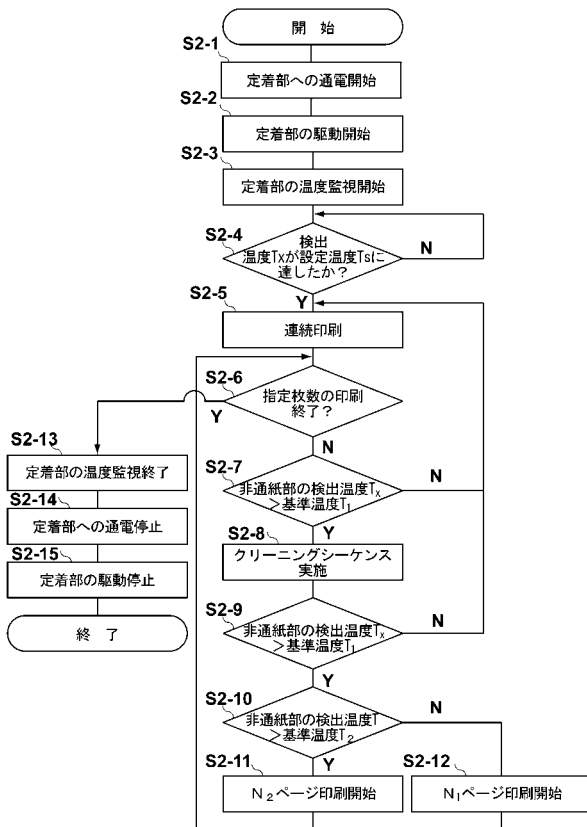 開　始
S2-1
定着部への通電開始
S2-2
定着部の駆動開始
S2-3
定着部の温度監視開始
S2-4
検出
温度Txが設定温度Tsに
達したか？
N
Y
S2-5
連続印刷
S2-6
指定枚数の印刷
終了？
Y
N
S2-13
定着部の温度監視終了
S2-14
定着部への通電停止
S2-15
定着部の駆動停止
終　了
S2-7
非通紙部の検出温度Tx
＞基準温度T1
N
Y
S2-8
クリーニングシーケンス
実施
S2-9
非通紙部の検出温度Tx
＞基準温度T1
N
Y
S2-10
非通紙部の検出温度T
＞基準温度T2
N
Y
S2-11
N2ページ印刷開始
S2-12
N1ページ印刷開始